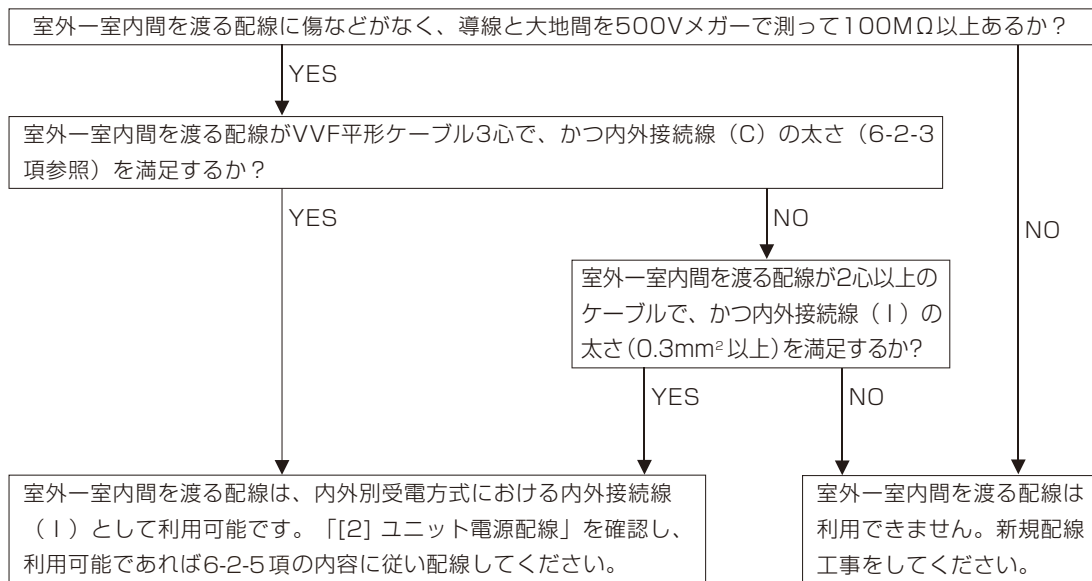 室外ー室内間を渡る配線に傷などがなく、導線と大地間を500Vメガーで測って100MΩ以上あるか？
YES
室外ー室内間を渡る配線がVVF平形ケーブル3心で、かつ内外接続線（C）の太さ（6-2-3
項参照）を満足するか？
YES
NO
NO
室外ー室内間を渡る配線が2心以上の
ケーブルで、かつ内外接続線（I）の
太さ（0.3mm²以上）を満足するか？
YES
NO
室外ー室内間を渡る配線は、内外別受電方式における内外接続線
（I）として利用可能です。「[2] ユニット電源配線」を確認し、
利用可能であれば6-2-5項の内容に従い配線してください。
室外ー室内間を渡る配線は
利用できません。新規配線
工事をしてください。